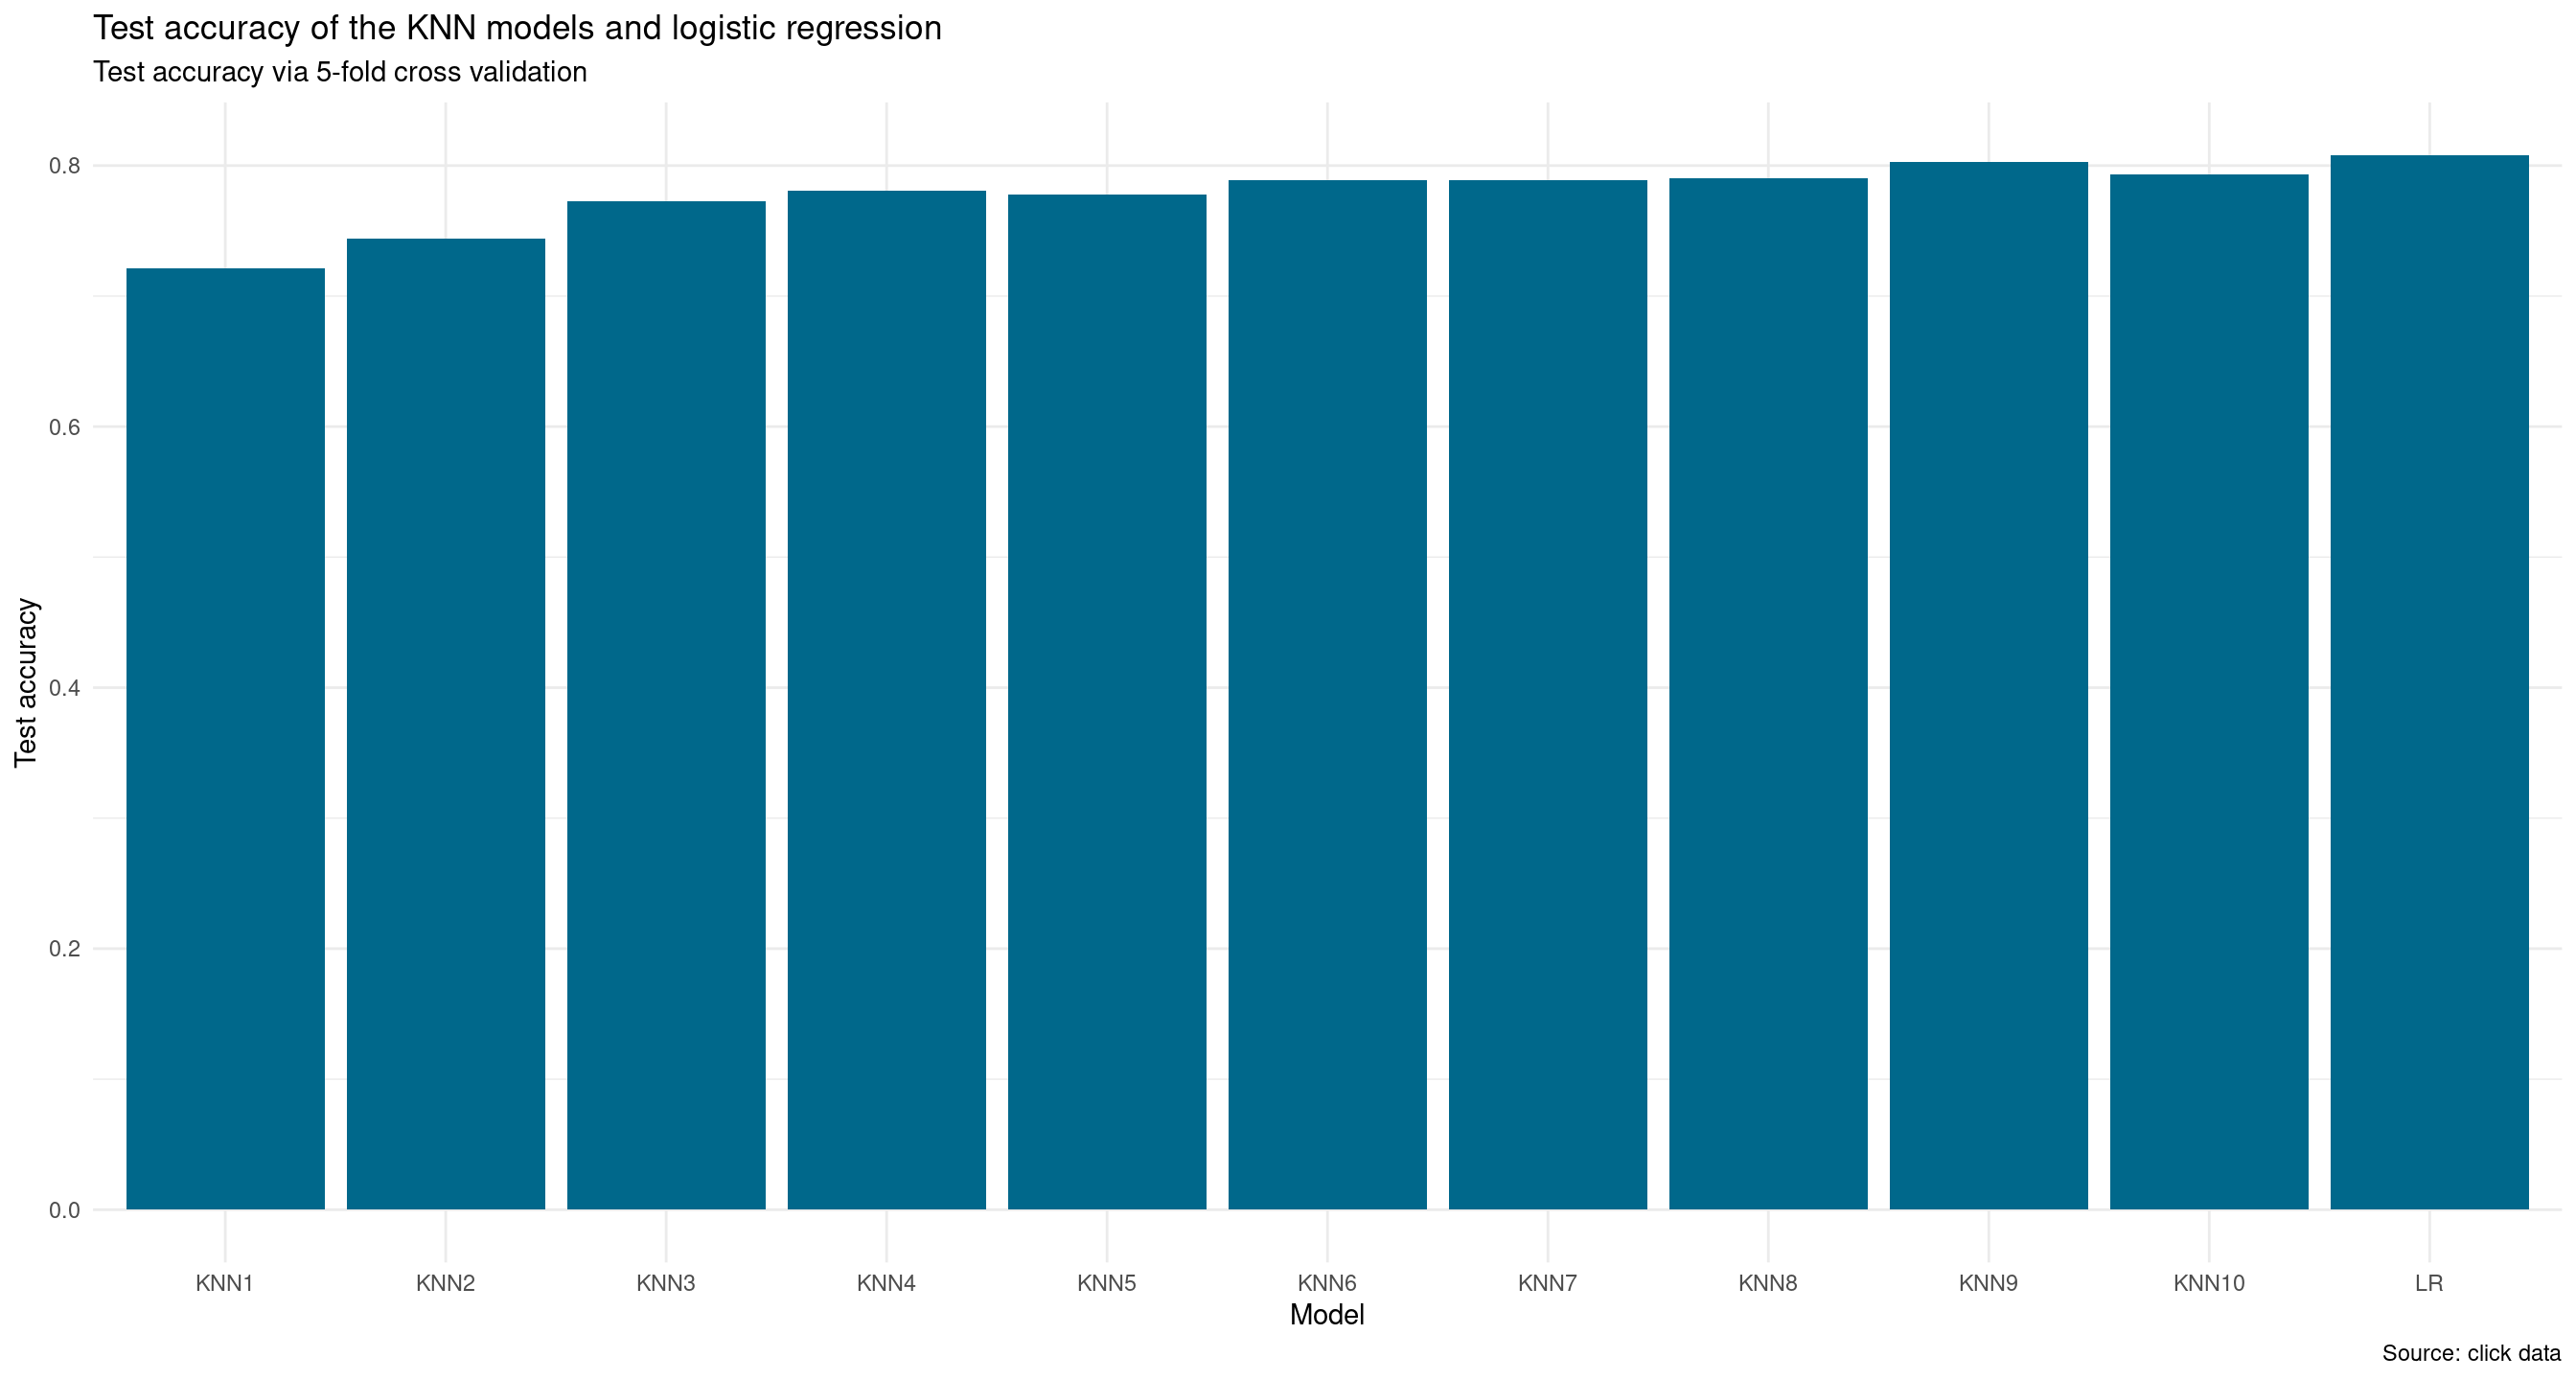 Test accuracy of the KNN models and logistic regression
Test accuracy via 5-fold cross validation
Test accuracy
0.8
0.6
0.4
0.2
0.0
KNN1 KNN2 KNN3 KNN4 KNN5 KNN6 KNN7 KNN8 KNN9 KNN10 LR
Model
Source: click data